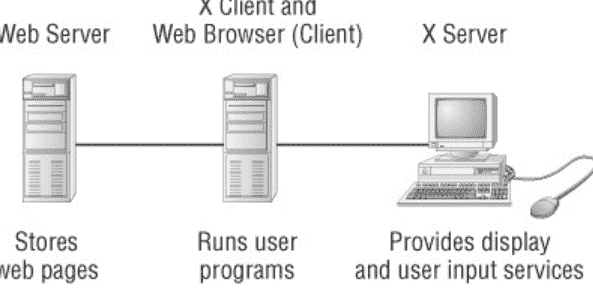 X Client and
Web Server
Web Browser (Client)
X Server
Stores
web pages
Runs user
programs
Provides display
and user input services